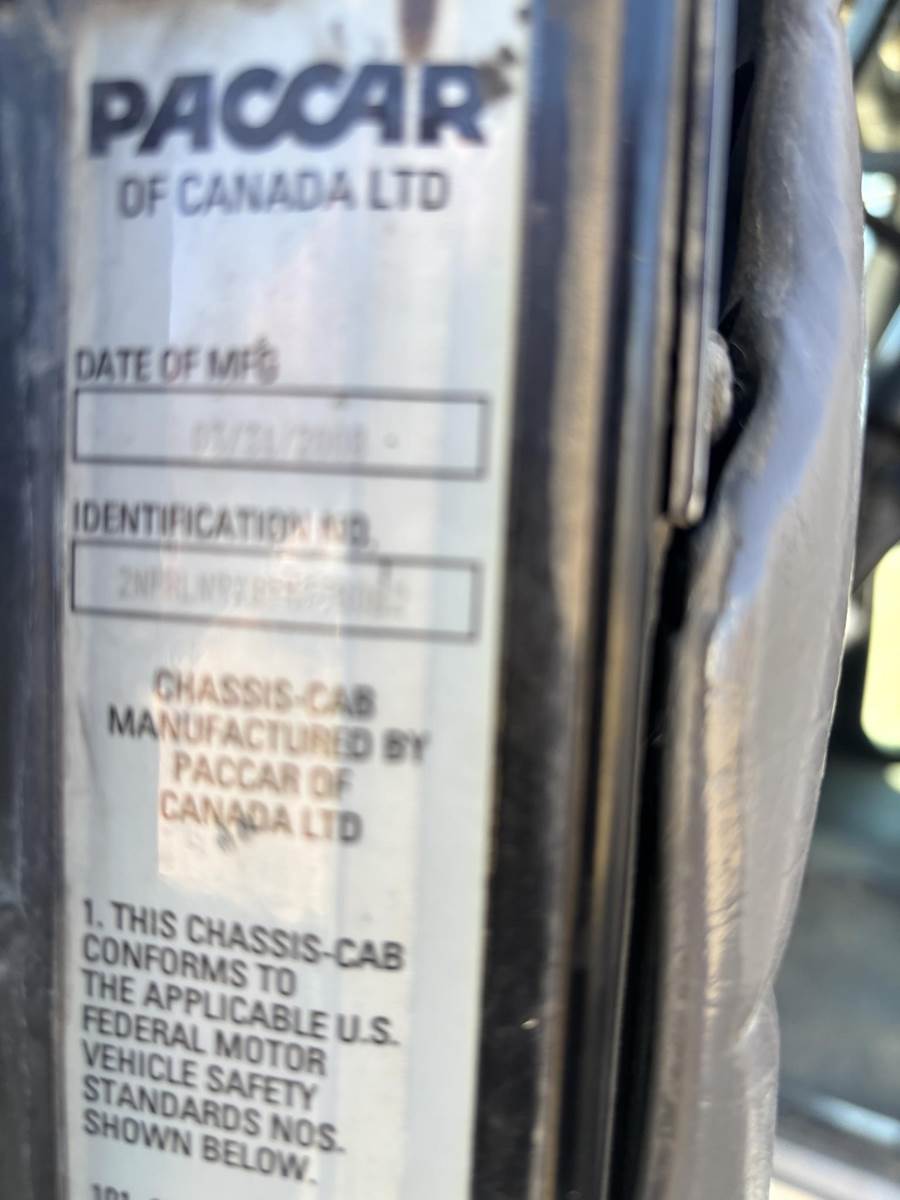 PACCAR
OF CANADA LTD
DATE OF MFG
IDENTIFICATION NO.
CHASSIS-CAB
MANUFACTURED BY
PACCAR OF
CANADA LTD
1. THIS CHASSIS-CAB
CONFORMS TO
THE APPLICABLE U.S.
FEDERAL MOTOR
VEHICLE SAFETY
STANDARDS NOS.
SHOWN BELOW.